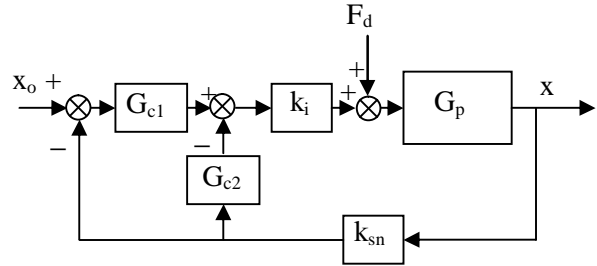 F_d
+
x_o +
G_c1
+
k_i
+
G_p
x
−
−
G_c2
k_sn